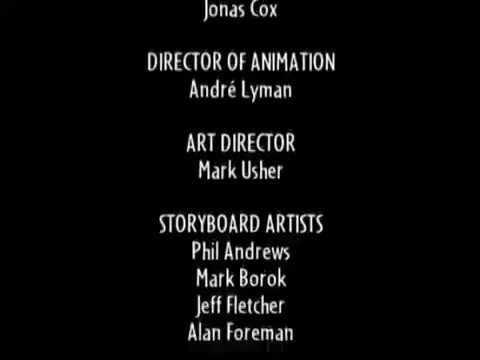 Jonas Cox
DIRECTOR OF ANIMATION
André Lyman
ART DIRECTOR
Mark Usher
STORYBOARD ARTISTS
Phil Andrews
Mark Borok
Jeff Fletcher
Alan Foreman